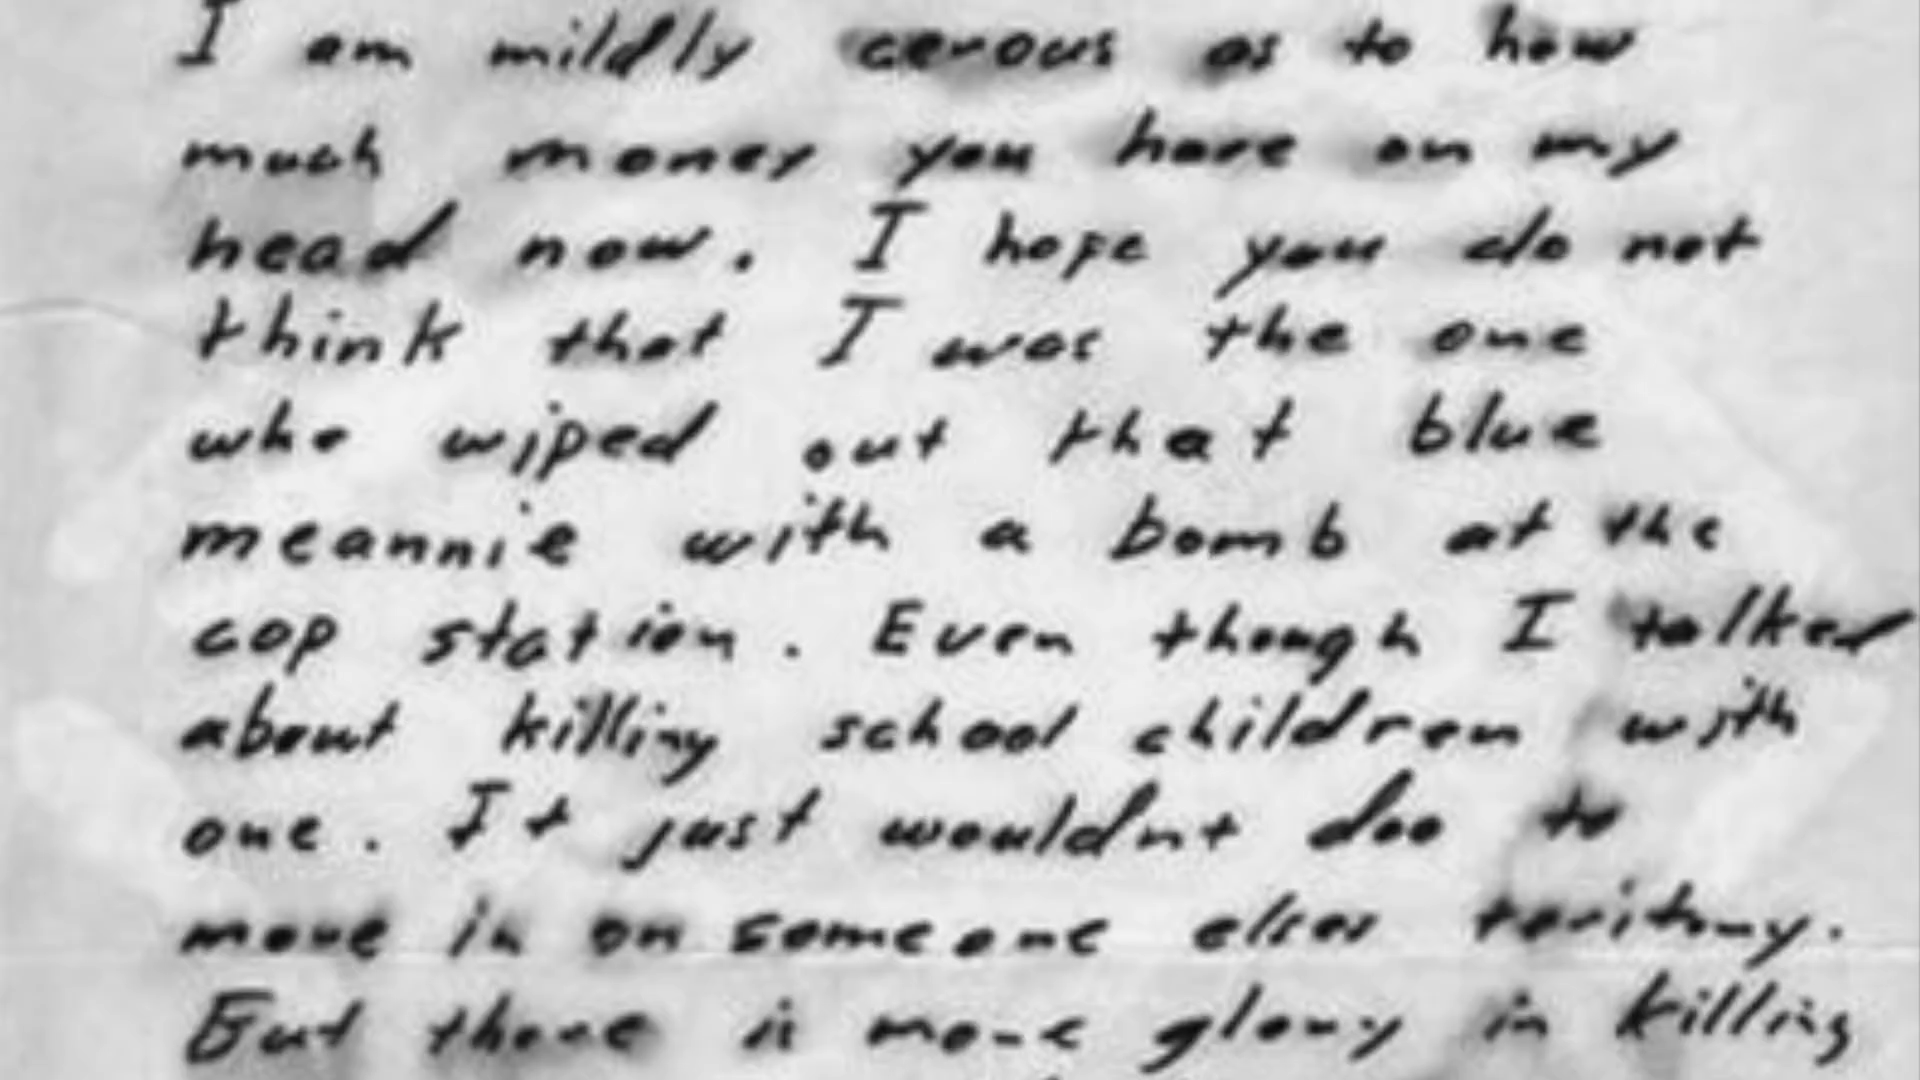 I am mildly cerous as to how
much money you have on my
head now. I hope you do not
think that I was the one
who wiped out that blue
meannie with a bomb at the
cop station. Even though I talked
about killing school children with
one. It just wouldnt doo to
move in on someone elses teritory.
But there is more glory in killing